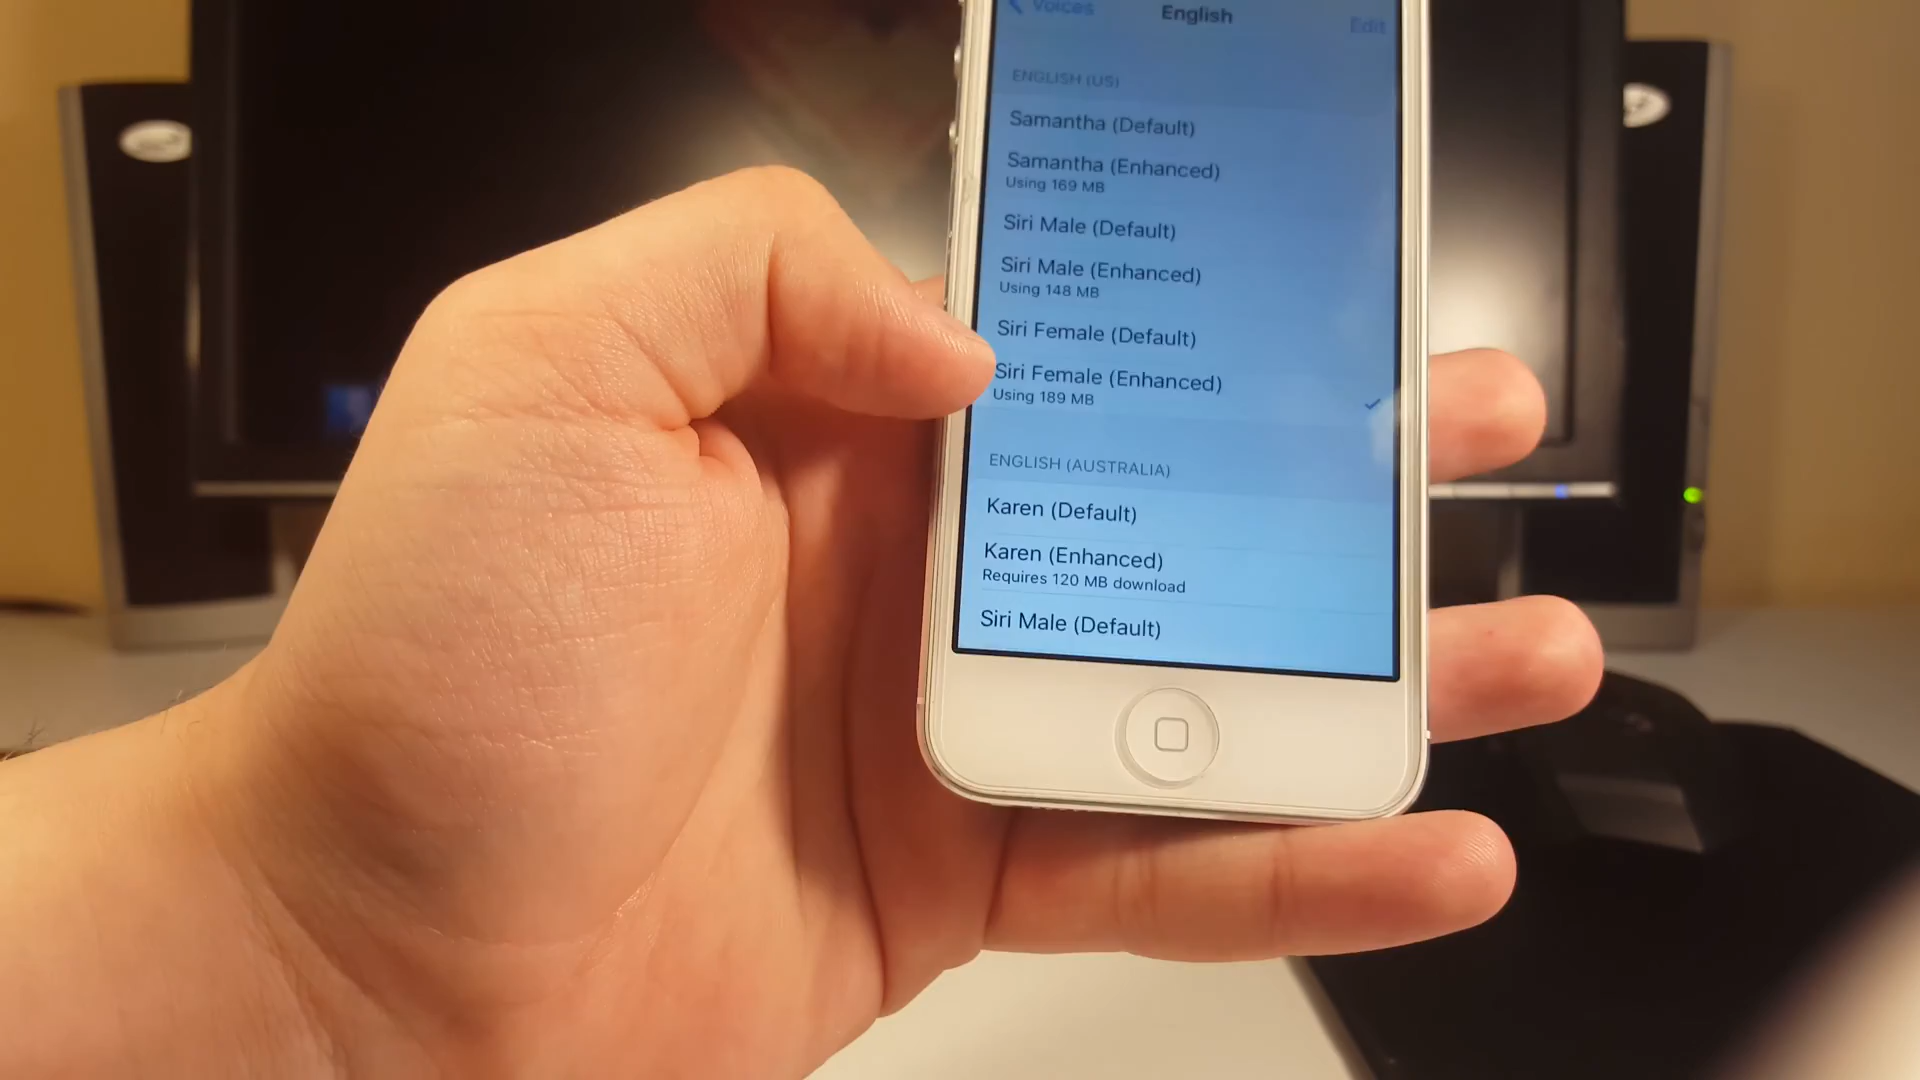 Voices
English
Edit
ENGLISH (US)
Samantha (Default)
Samantha (Enhanced)
Using 169 MB
Siri Male (Default)
Siri Male (Enhanced)
Using 148 MB
Siri Female (Default)
Siri Female (Enhanced)
Using 189 MB
ENGLISH (AUSTRALIA)
Karen (Default)
Karen (Enhanced)
Requires 120 MB download
Siri Male (Default)